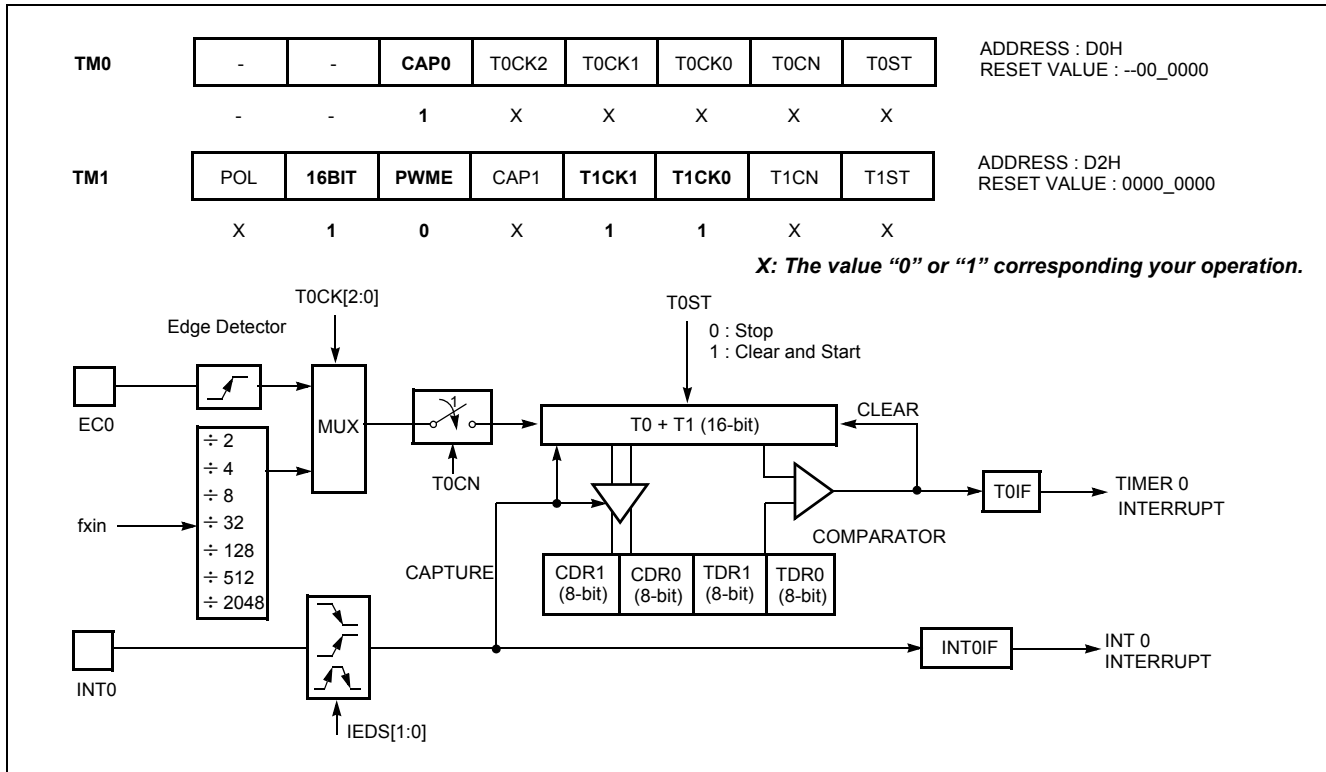 TM0 - - CAP0 T0CK2 T0CK1 T0CK0 T0CN T0ST
ADDRESS : D0H
RESET VALUE : --00_0000
- - 1 X X X X X
TM1 POL 16BIT PWME CAP1 T1CK1 T1CK0 T1CN T1ST
ADDRESS : D2H
RESET VALUE : 0000_0000
X 1 0 X 1 1 X X
X: The value “0” or “1” corresponding your operation.
T0CK[2:0]
T0ST
0 : Stop
1 : Clear and Start
Edge Detector
EC0
MUX
1
T0CN
T0 + T1 (16-bit)
CLEAR
÷ 2
÷ 4
÷ 8
÷ 32
÷ 128
÷ 512
÷ 2048
fxin
COMPARATOR
T0IF
TIMER 0
INTERRUPT
CAPTURE
CDR1
(8-bit)
CDR0
(8-bit)
TDR1
(8-bit)
TDR0
(8-bit)
INT0
IEDS[1:0]
INT0IF
INT 0
INTERRUPT